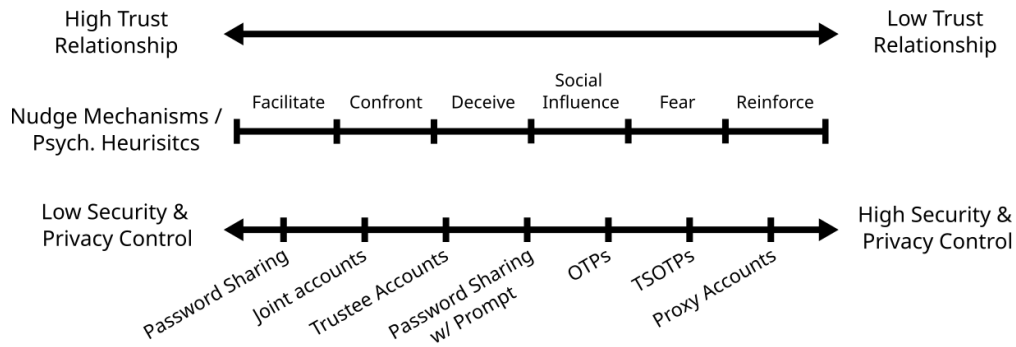 High Trust
Relationship
Low Trust
Relationship
Nudge Mechanisms /
Psych. Heurisitcs
Facilitate
Confront
Deceive
Social
Influence
Fear
Reinforce
Low Security &
Privacy Control
High Security &
Privacy Control
Password Sharing
Joint accounts
Trustee Accounts
Password Sharing
w/ Prompt
OTPs
TSOTPs
Proxy Accounts